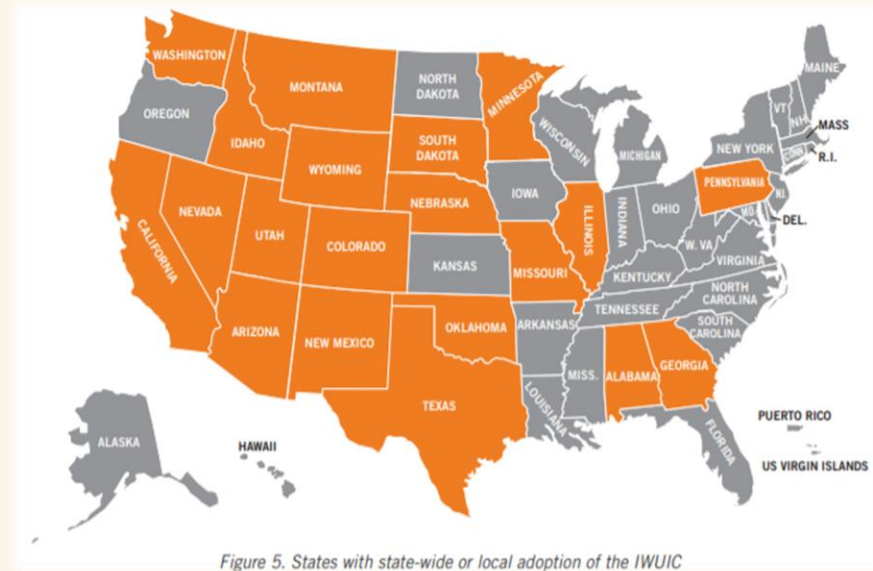 WASHINGTON
MONTANA
NORTH
DAKOTA
MINNESOTA
MAINE
OREGON
IDAHO
SOUTH
DAKOTA
WISCONSIN
MICHIGAN
VT
NH
MASS
NEW YORK
CONN
R.I.
WYOMING
IOWA
PENNSYLVANIA
N.J.
NEBRASKA
NEVADA
UTAH
COLORADO
ILLINOIS
INDIANA
OHIO
MD.
DEL.
CALIFORNIA
KANSAS
MISSOURI
W. VA
VIRGINIA
KENTUCKY
NORTH
CAROLINA
TENNESSEE
ARIZONA
NEW MEXICO
OKLAHOMA
ARKANSAS
SOUTH
CAROLINA
MISS.
ALABAMA
GEORGIA
TEXAS
LOUISIANA
FLORIDA
ALASKA
HAWAII
PUERTO RICO
US VIRGIN ISLANDS
Figure 5. States with state-wide or local adoption of the IWUIC